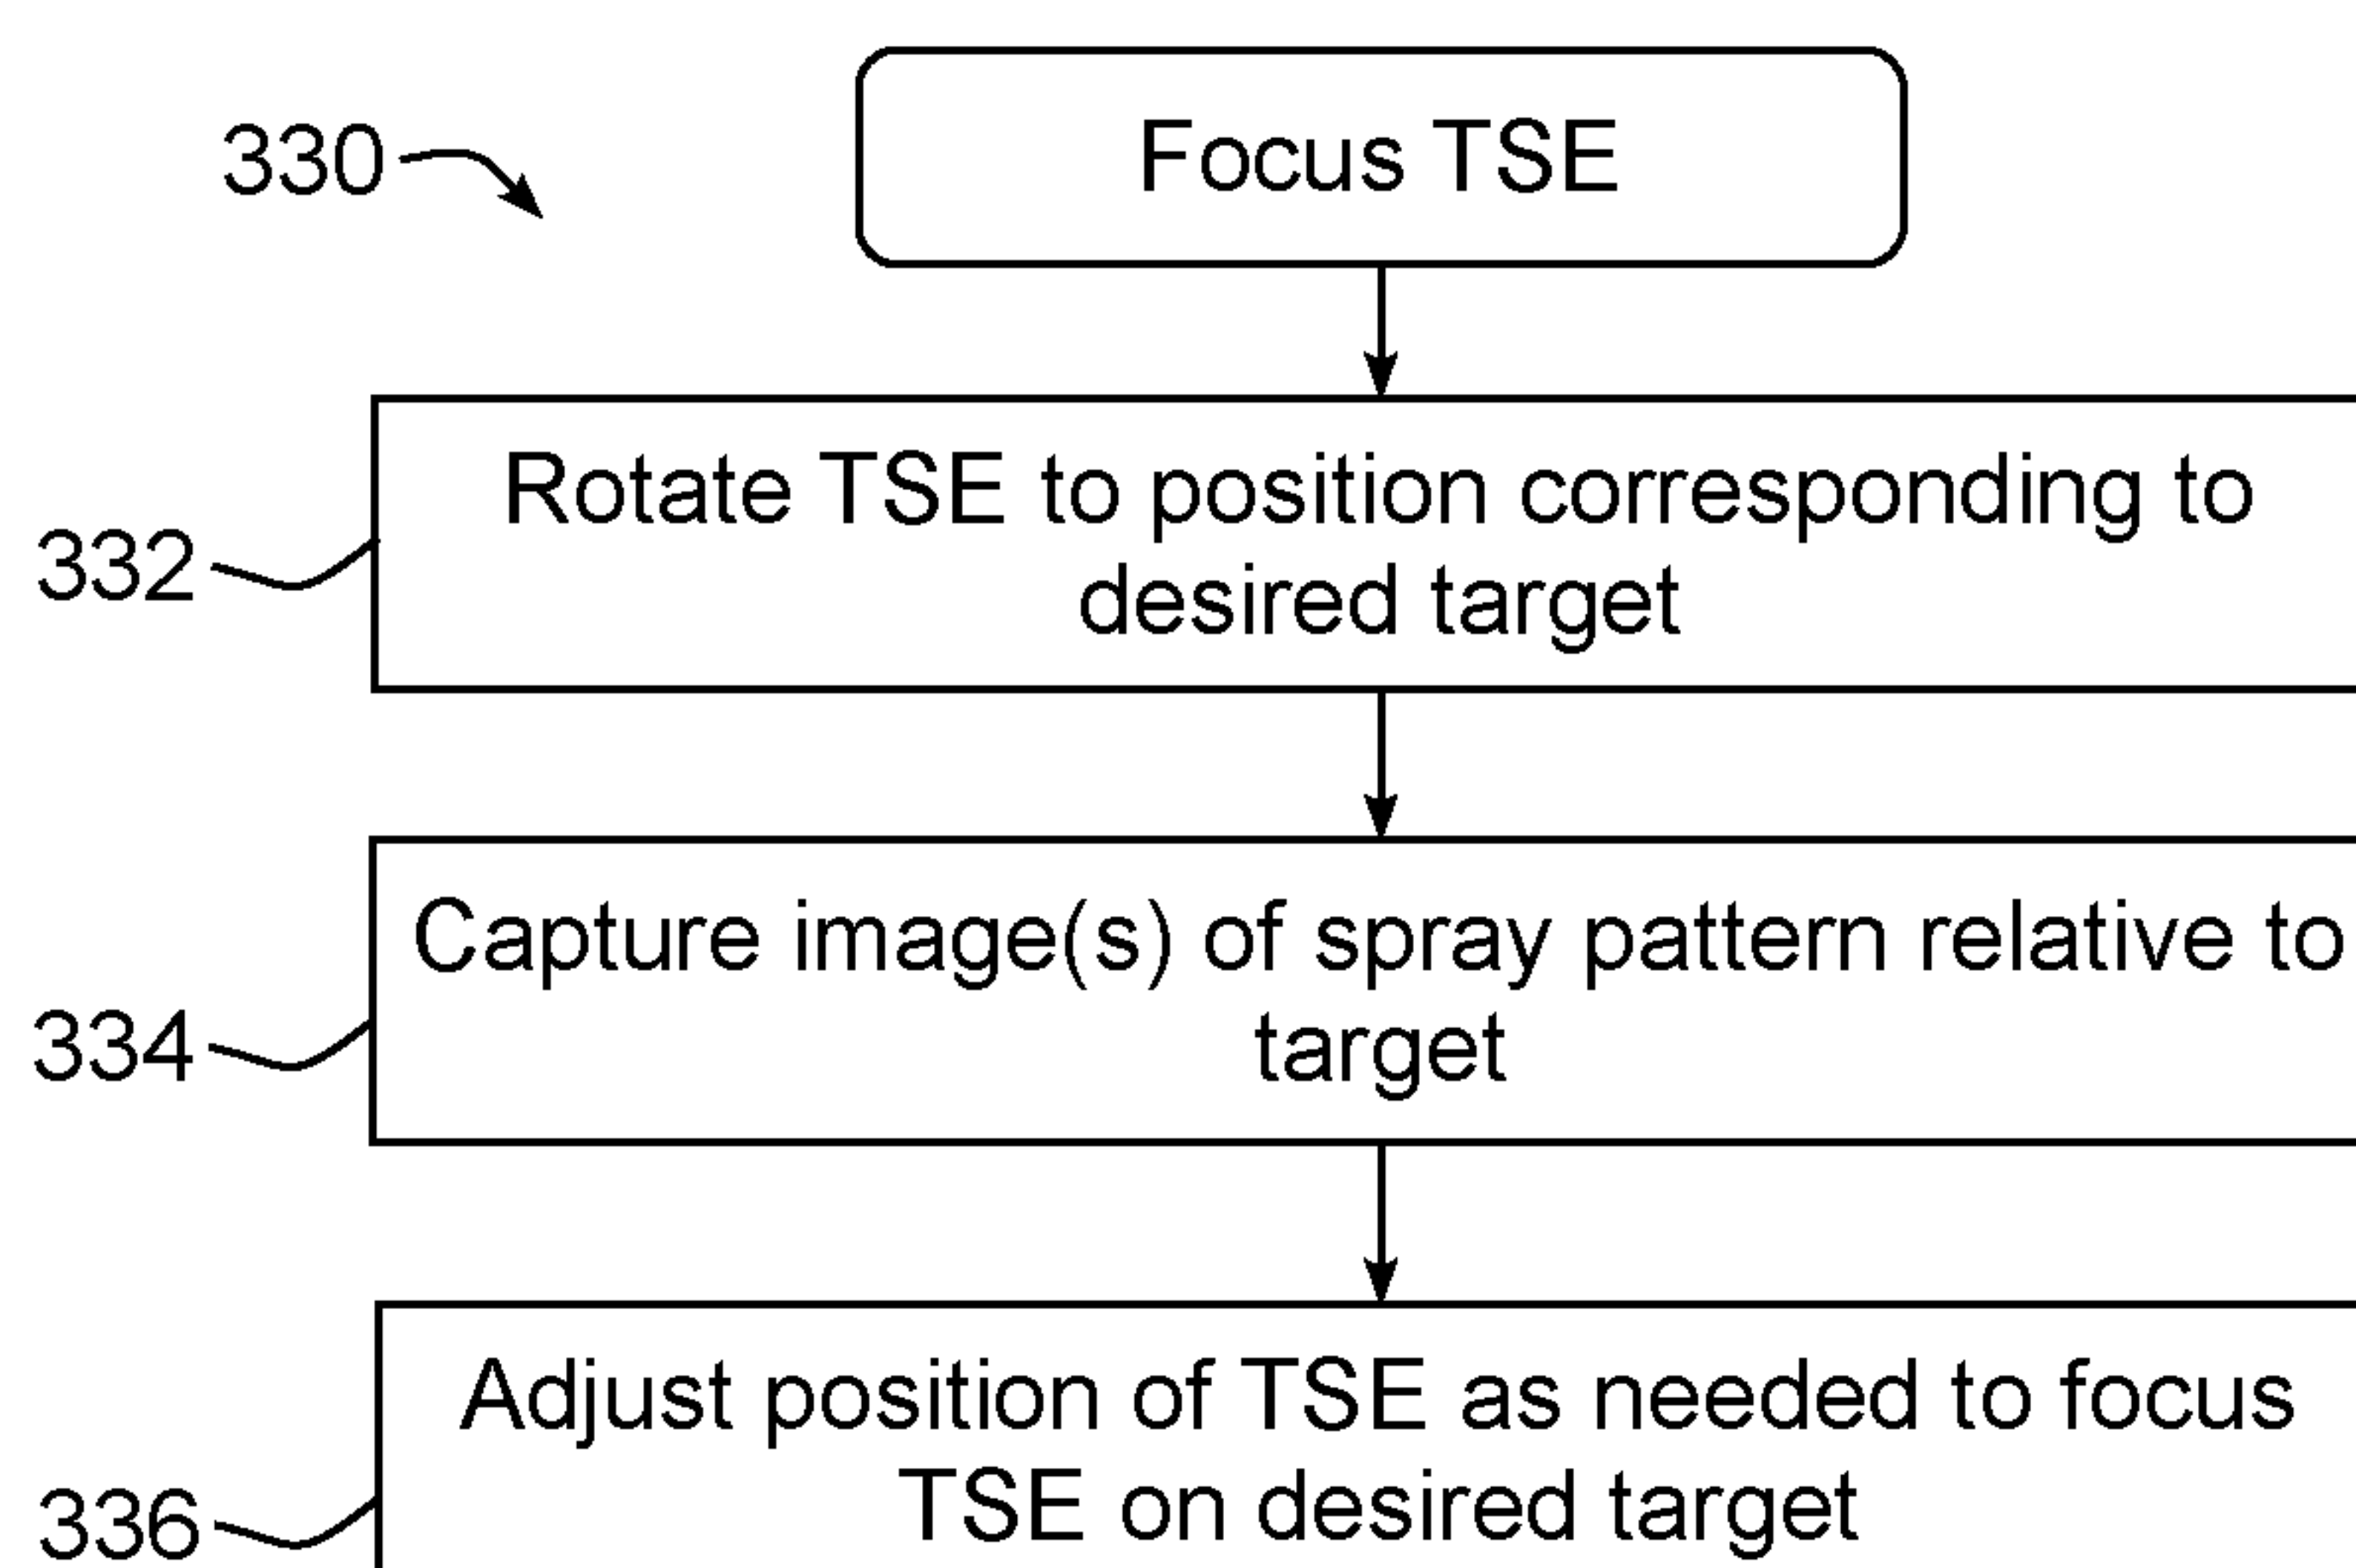 330
Focus TSE
Rotate TSE to position corresponding to
desired target
332
Capture image(s) of spray pattern relative to
target
334
Adjust position of TSE as needed to focus
TSE on desired target
336